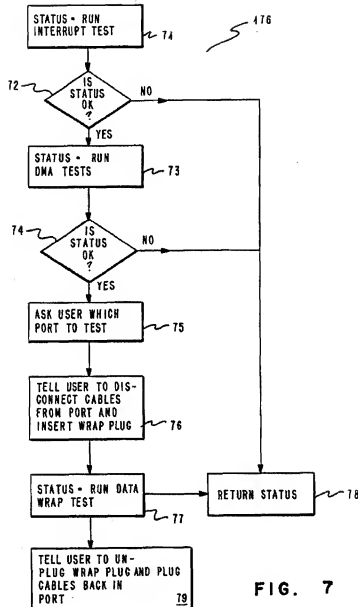 STATUS = RUN
INTERRUPT TEST
71
176
72
IS
STATUS
OK
?
NO
YES
STATUS = RUN
DMA TESTS
73
74
IS
STATUS
OK
?
NO
YES
ASK USER WHICH
PORT TO TEST
75
TELL USER TO DIS-
CONNECT CABLES
FROM PORT AND
INSERT WRAP PLUG
76
STATUS = RUN DATA
WRAP TEST
77
RETURN STATUS
78
TELL USER TO UN-
PLUG WRAP PLUG AND PLUG
CABLES BACK IN
PORT
79
FIG. 7